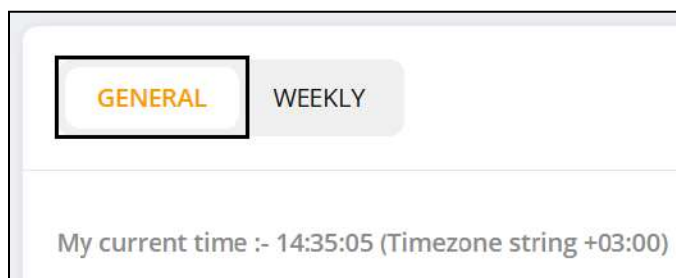 GENERAL WEEKLY
My current time :- 14:35:05 (Timezone string +03:00)